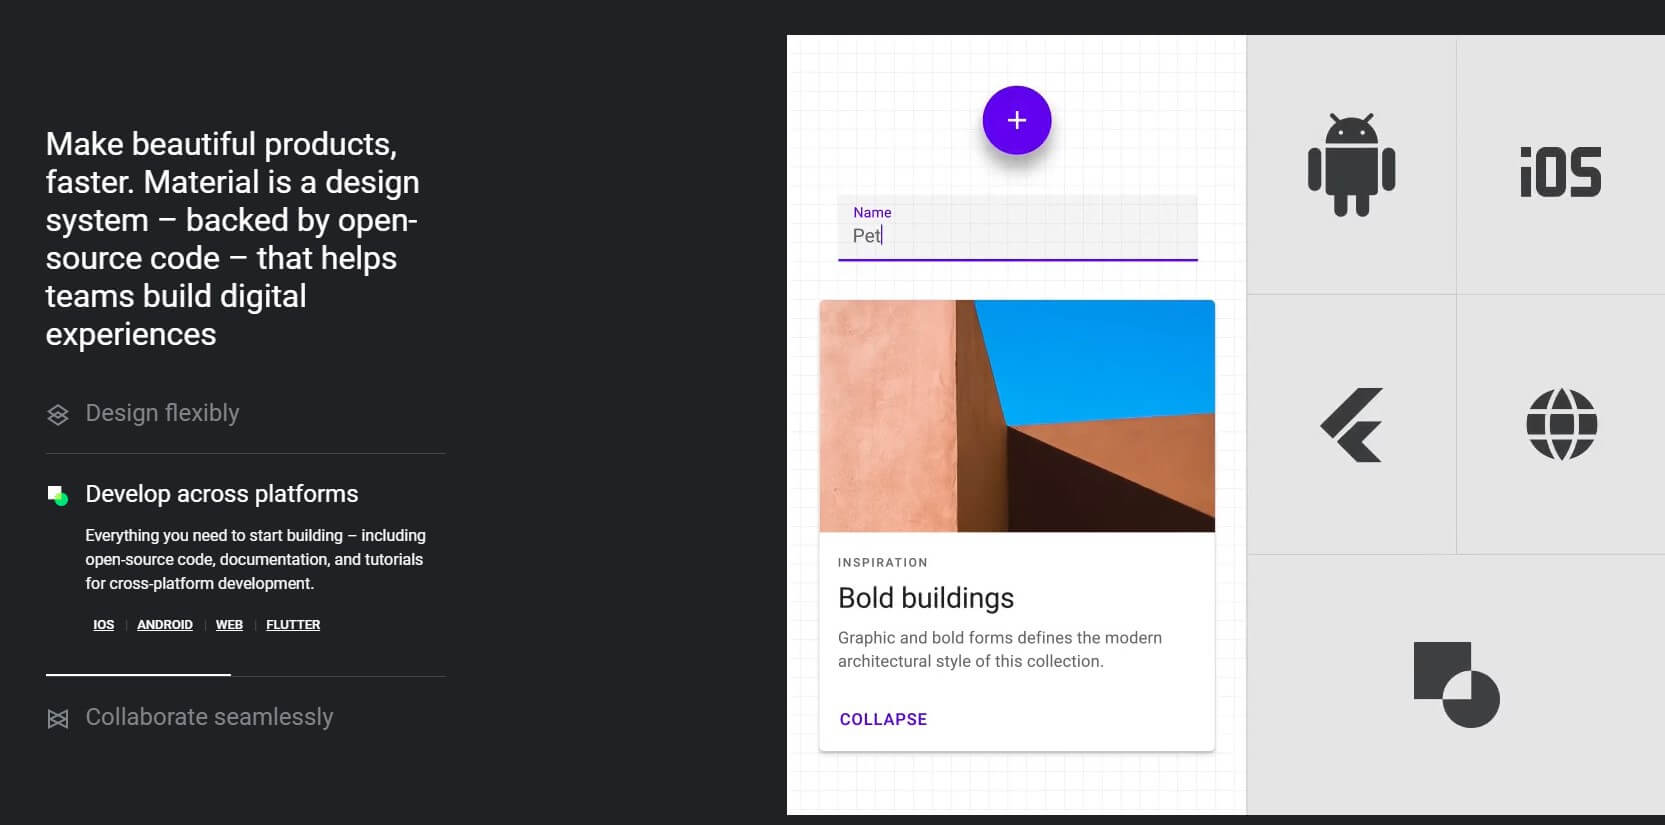 Make beautiful products,
faster. Material is a design
system – backed by open-
source code – that helps
teams build digital
experiences
Design flexibly
Develop across platforms
Everything you need to start building – including
open-source code, documentation, and tutorials
for cross-platform development.
IOS | ANDROID | WEB | FLUTTER
Collaborate seamlessly
Name
Pet
INSPIRATION
Bold buildings
Graphic and bold forms defines the modern
architectural style of this collection.
COLLAPSE
iOS